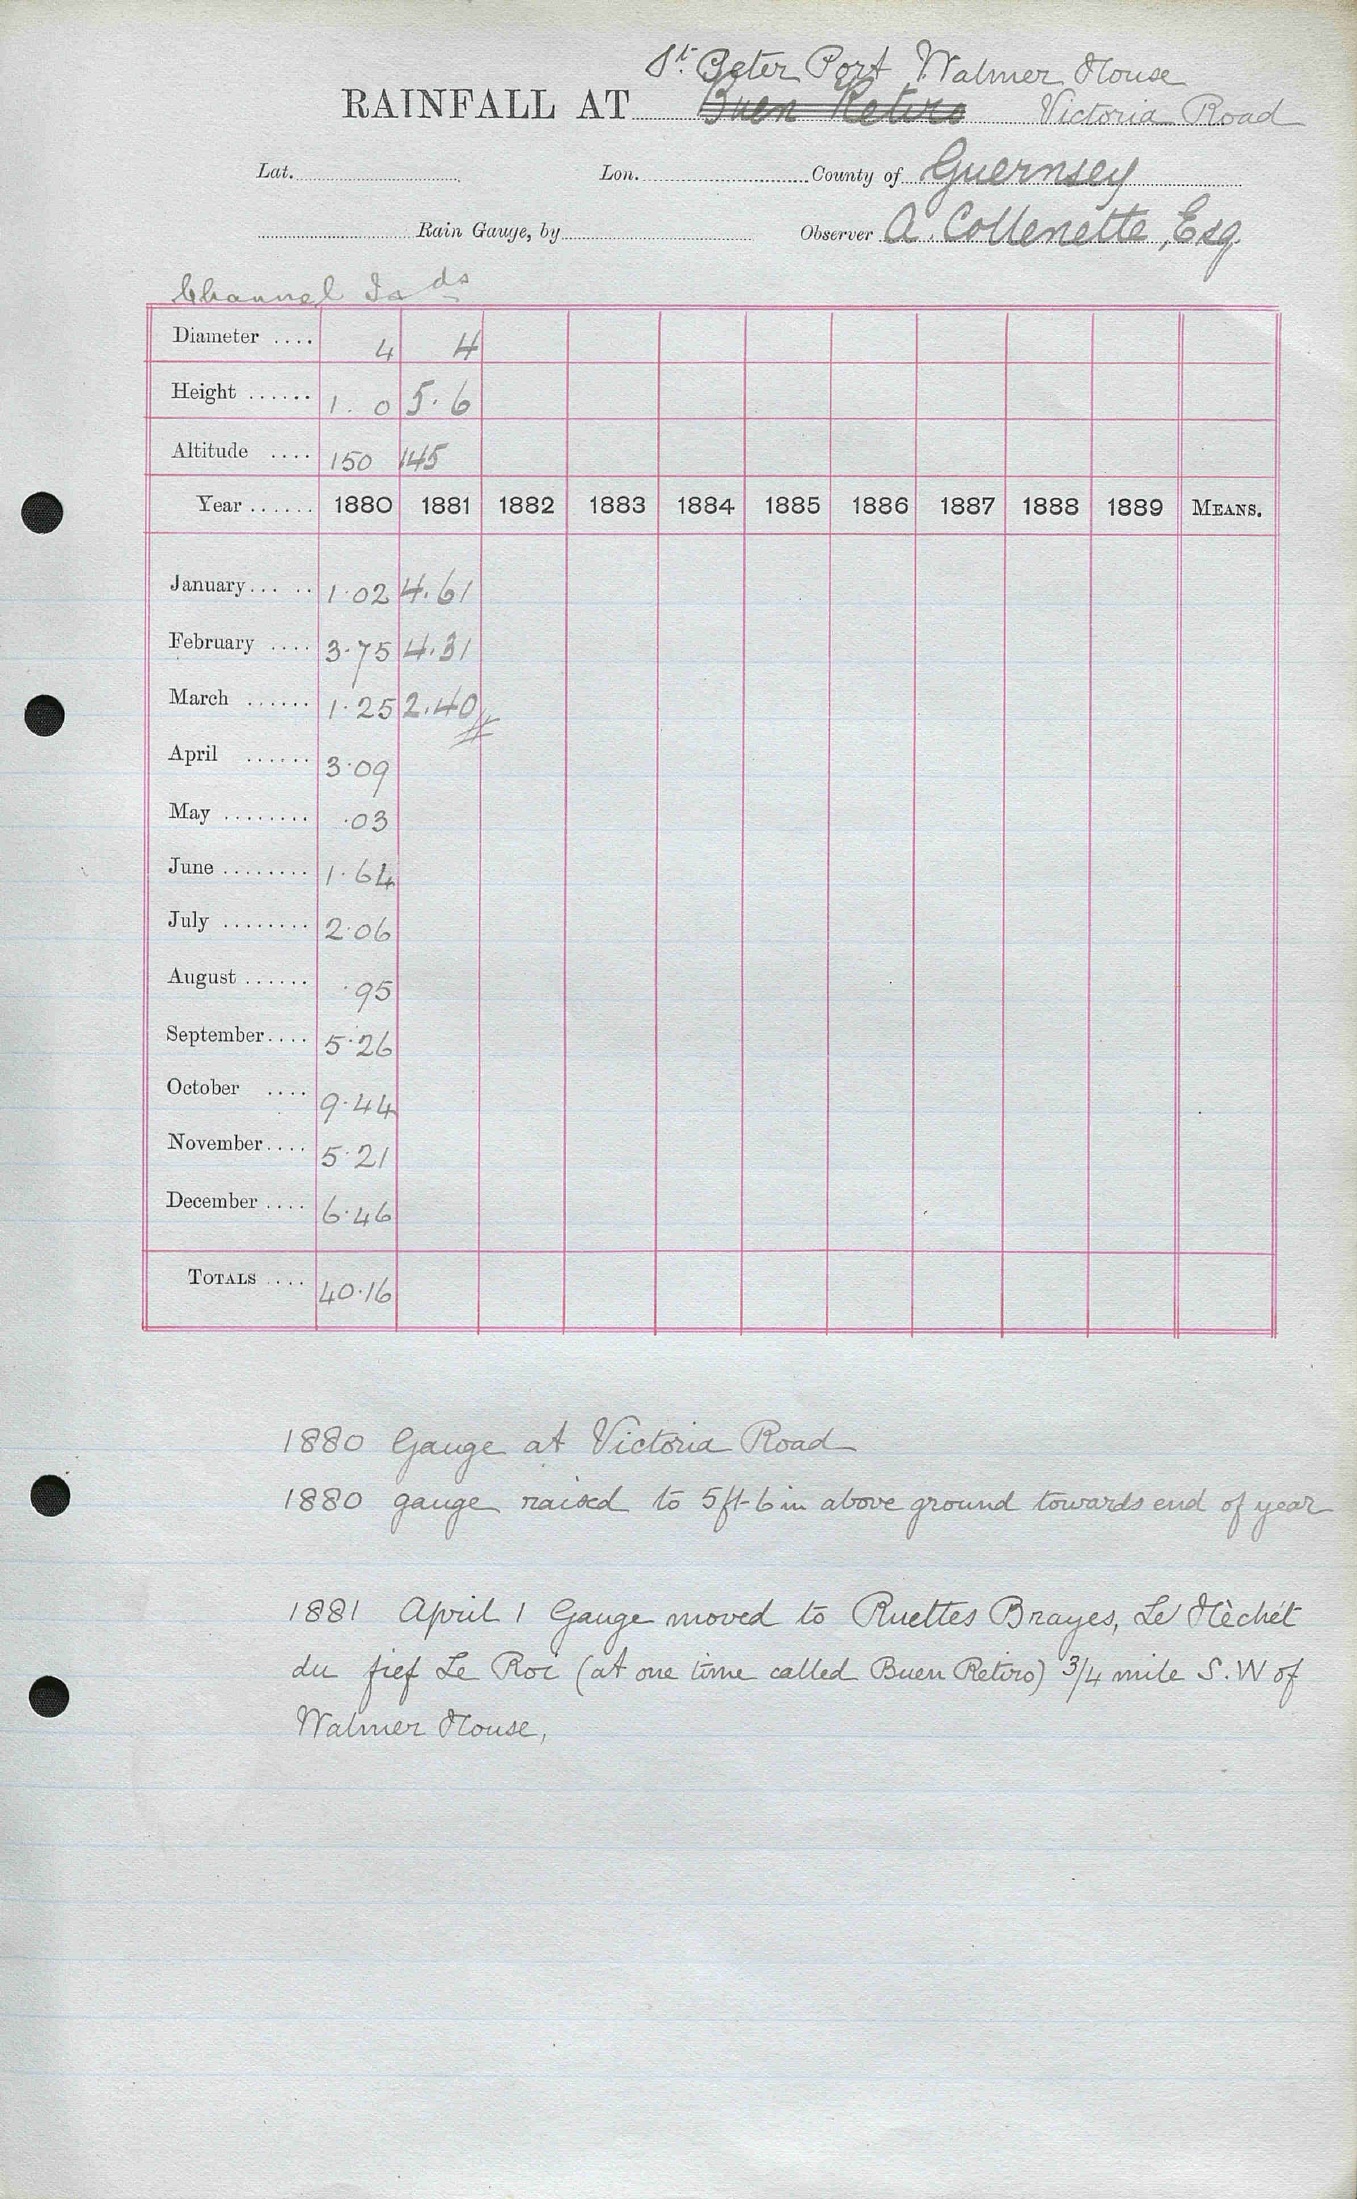 St. Peter Port Walmer House
RAINFALL AT Buen Retiro Victoria Road
Lat. Lon. County of Guernsey
Rain Gauge, by Observer A. Collenette, Esq.
Channel Is ds
Diameter .... 4 4
Height ...... 1. 0 5.6
Altitude .... 150 145
Year ...... 1880 1881 1882 1883 1884 1885 1886 1887 1888 1889 MEANS.
January... .. 1.02 4.61
February .... 3.75 4.31
March ...... 1.25 2.40
April ...... 3.09
May ........ .03
June ........ 1.64
July ........ 2.06
August ...... .95
September.... 5.26
October .... 9.44
November.... 5.21
December .... 6.46
TOTALS .... 40.16
1880 Gauge at Victoria Road
1880 gauge raised to 5ft-6in above ground towards end of year
1881 April 1 Gauge moved to Ruettes Brayes, Le Hèchét
du fief Le Roi (at one time called Buen Retiro) 3/4 mile S.W of
Walmer House,